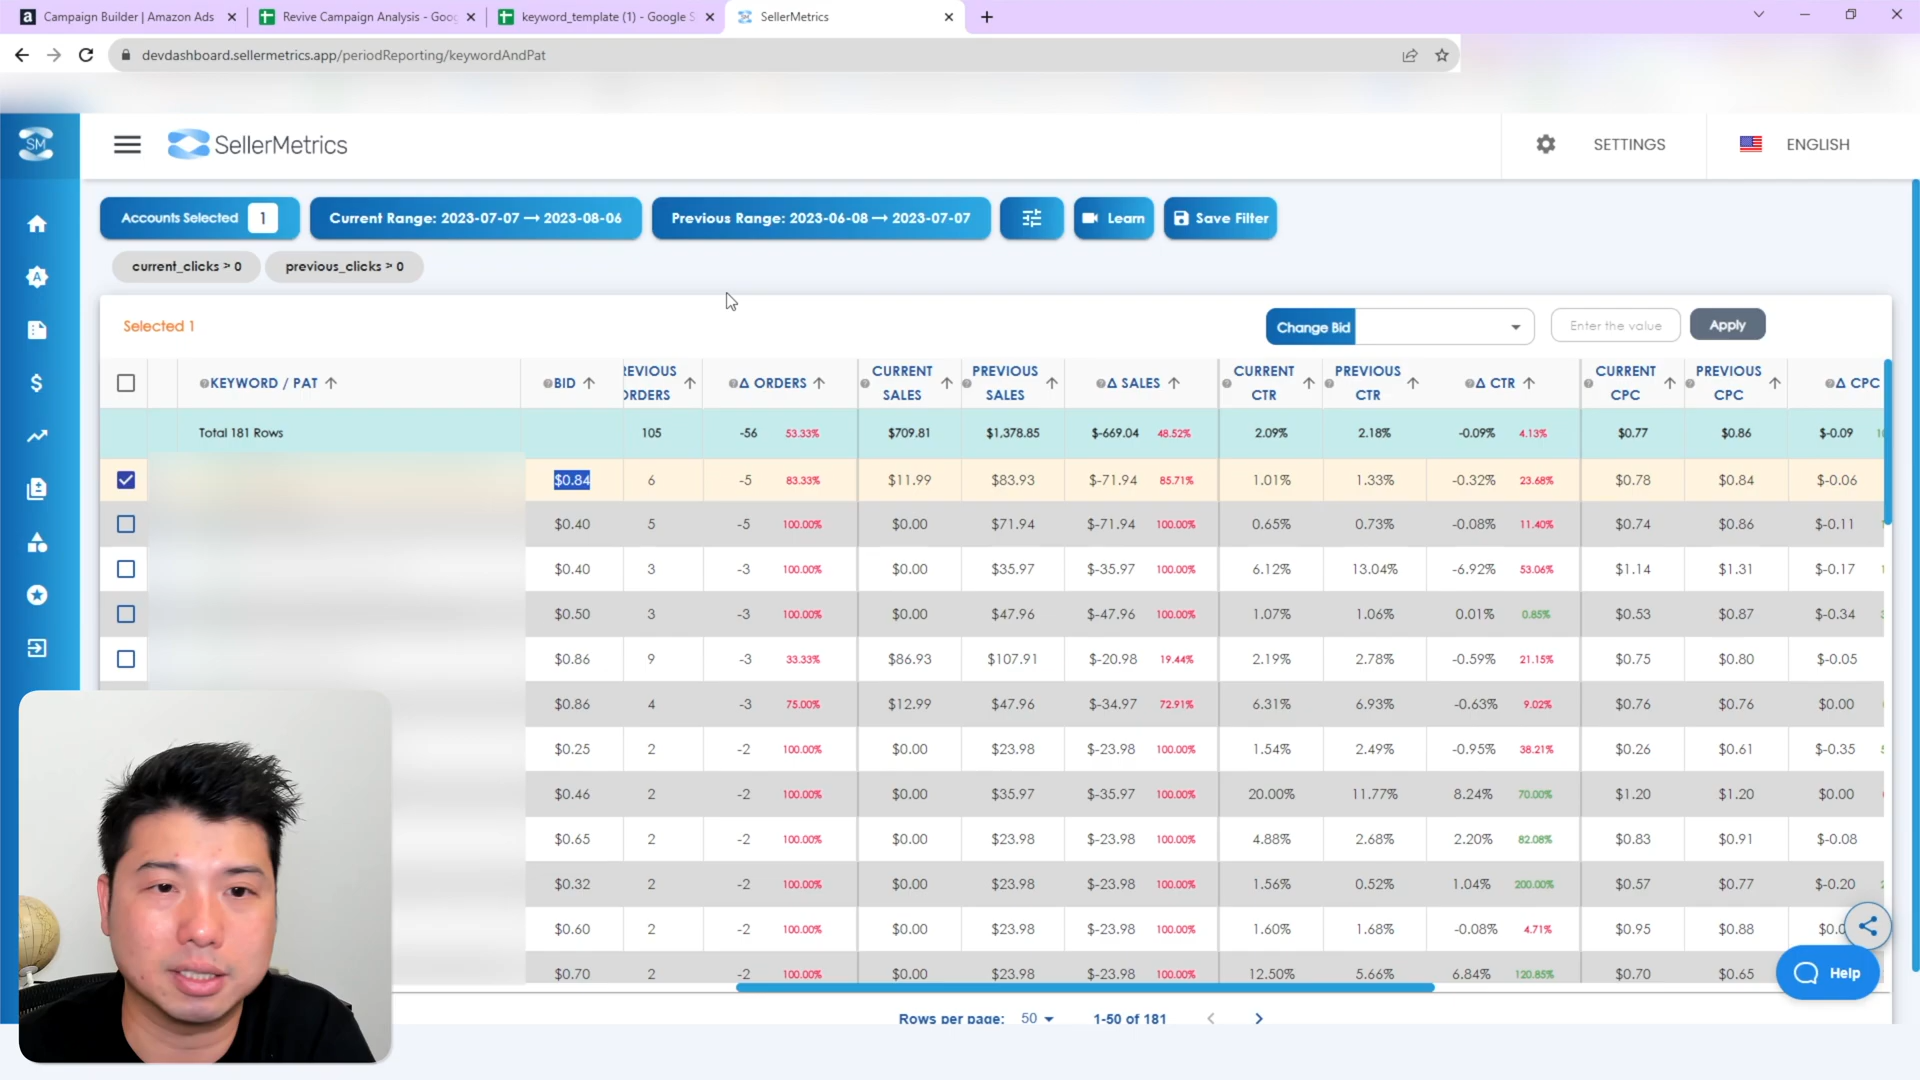 Campaign Builder | Amazon Ads
Revive Campaign Analysis - Goog
keyword_template (1) - Google S
SellerMetrics
devdashboard.sellermetrics.app/periodReporting/keywordAndPat
SM
SellerMetrics
SETTINGS
ENGLISH
Accounts Selected 1
Current Range: 2023-07-07 → 2023-08-06
Previous Range: 2023-06-08 → 2023-07-07
Learn
Save Filter
current_clicks > 0
previous_clicks > 0
Selected 1
Change Bid
Enter the value
Apply
KEYWORD / PAT BID REVIOUS ORDERS Δ ORDERS CURRENT SALES PREVIOUS SALES Δ SALES CURRENT CTR PREVIOUS CTR Δ CTR CURRENT CPC PREVIOUS CPC Δ CPC
Total 181 Rows 105 -56 53.33% $709.81 $1,378.85 $-669.04 48.52% 2.09% 2.18% -0.09% 4.13% $0.77 $0.86 $-0.09
$0.84 6 -5 83.33% $11.99 $83.93 $-71.94 85.71% 1.01% 1.33% -0.32% 23.68% $0.78 $0.84 $-0.06
$0.40 5 -5 100.00% $0.00 $71.94 $-71.94 100.00% 0.65% 0.73% -0.08% 11.40% $0.74 $0.86 $-0.11
$0.40 3 -3 100.00% $0.00 $35.97 $-35.97 100.00% 6.12% 13.04% -6.92% 53.06% $1.14 $1.31 $-0.17
$0.50 3 -3 100.00% $0.00 $47.96 $-47.96 100.00% 1.07% 1.06% 0.01% 0.85% $0.53 $0.87 $-0.34
$0.86 9 -3 33.33% $86.93 $107.91 $-20.98 19.44% 2.19% 2.78% -0.59% 21.15% $0.75 $0.80 $-0.05
$0.86 4 -3 75.00% $12.99 $47.96 $-34.97 72.91% 6.31% 6.93% -0.63% 9.02% $0.76 $0.76 $0.00
$0.25 2 -2 100.00% $0.00 $23.98 $-23.98 100.00% 1.54% 2.49% -0.95% 38.21% $0.26 $0.61 $-0.35
$0.46 2 -2 100.00% $0.00 $35.97 $-35.97 100.00% 20.00% 11.77% 8.24% 70.00% $1.20 $1.20 $0.00
$0.65 2 -2 100.00% $0.00 $23.98 $-23.98 100.00% 4.88% 2.68% 2.20% 82.08% $0.83 $0.91 $-0.08
$0.32 2 -2 100.00% $0.00 $23.98 $-23.98 100.00% 1.56% 0.52% 1.04% 200.00% $0.57 $0.77 $-0.20
$0.60 2 -2 100.00% $0.00 $23.98 $-23.98 100.00% 1.60% 1.68% -0.08% 4.71% $0.95 $0.88
$0.70 2 -2 100.00% $0.00 $23.98 $-23.98 100.00% 12.50% 5.66% 6.84% 120.85% $0.70 $0.65
Help
Rows per page: 50 1-50 of 181